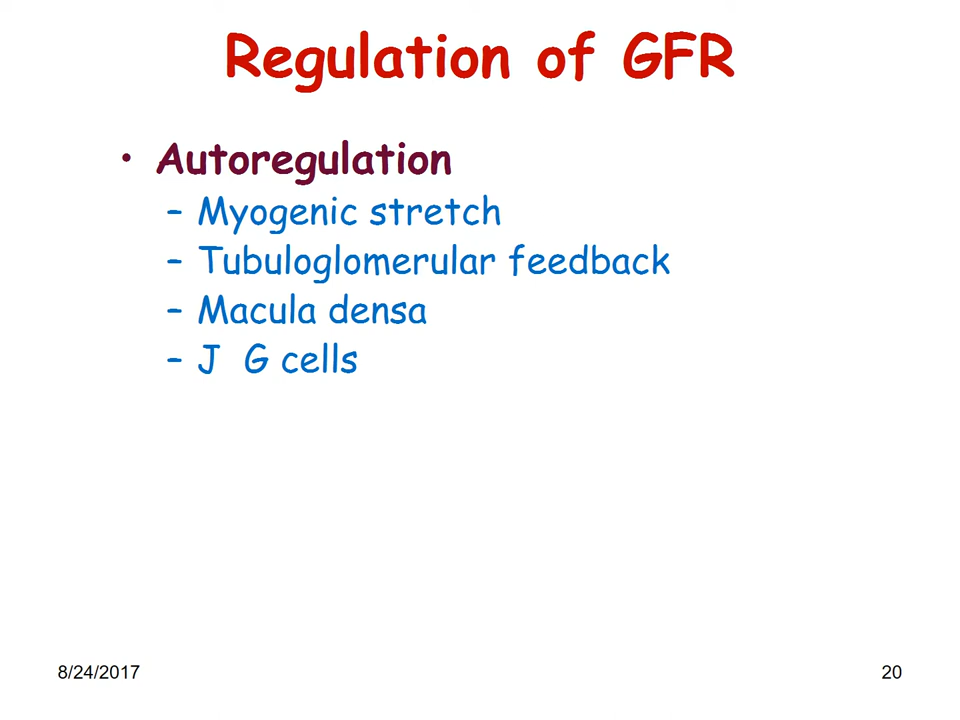 Regulation of GFR
• Autoregulation
– Myogenic stretch
– Tubuloglomerular feedback
– Macula densa
– J G cells
8/24/2017
20